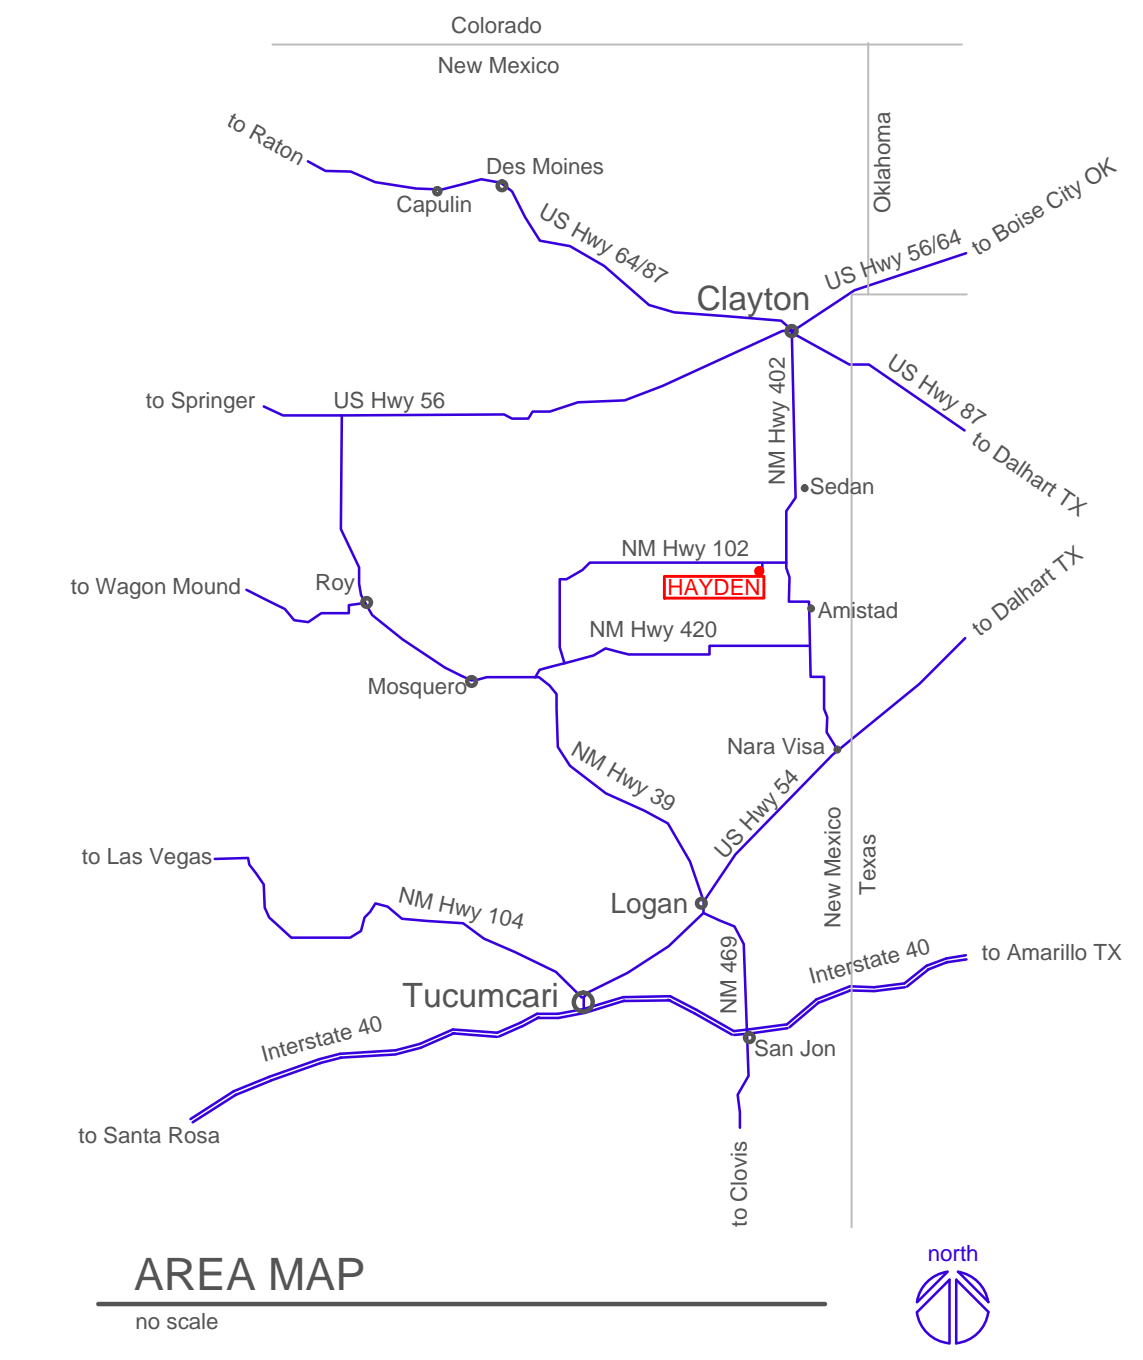 Colorado
New Mexico
Oklahoma
to Raton
Des Moines
Capulin
US Hwy 64/87
to Boise City OK
US Hwy 56/64
Clayton
to Springer
US Hwy 56
NM Hwy 402
US Hwy 87
to Dalhart TX
Sedan
NM Hwy 102
to Wagon Mound
Roy
HAYDEN
Amistad
to Dalhart TX
NM Hwy 420
Mosquero
Nara Visa
NM Hwy 39
US Hwy 54
New Mexico
Texas
to Las Vegas
NM Hwy 104
Logan
NM 469
Interstate 40
to Amarillo TX
Tucumcari
Interstate 40
San Jon
to Santa Rosa
to Clovis
AREA MAP
no scale
north